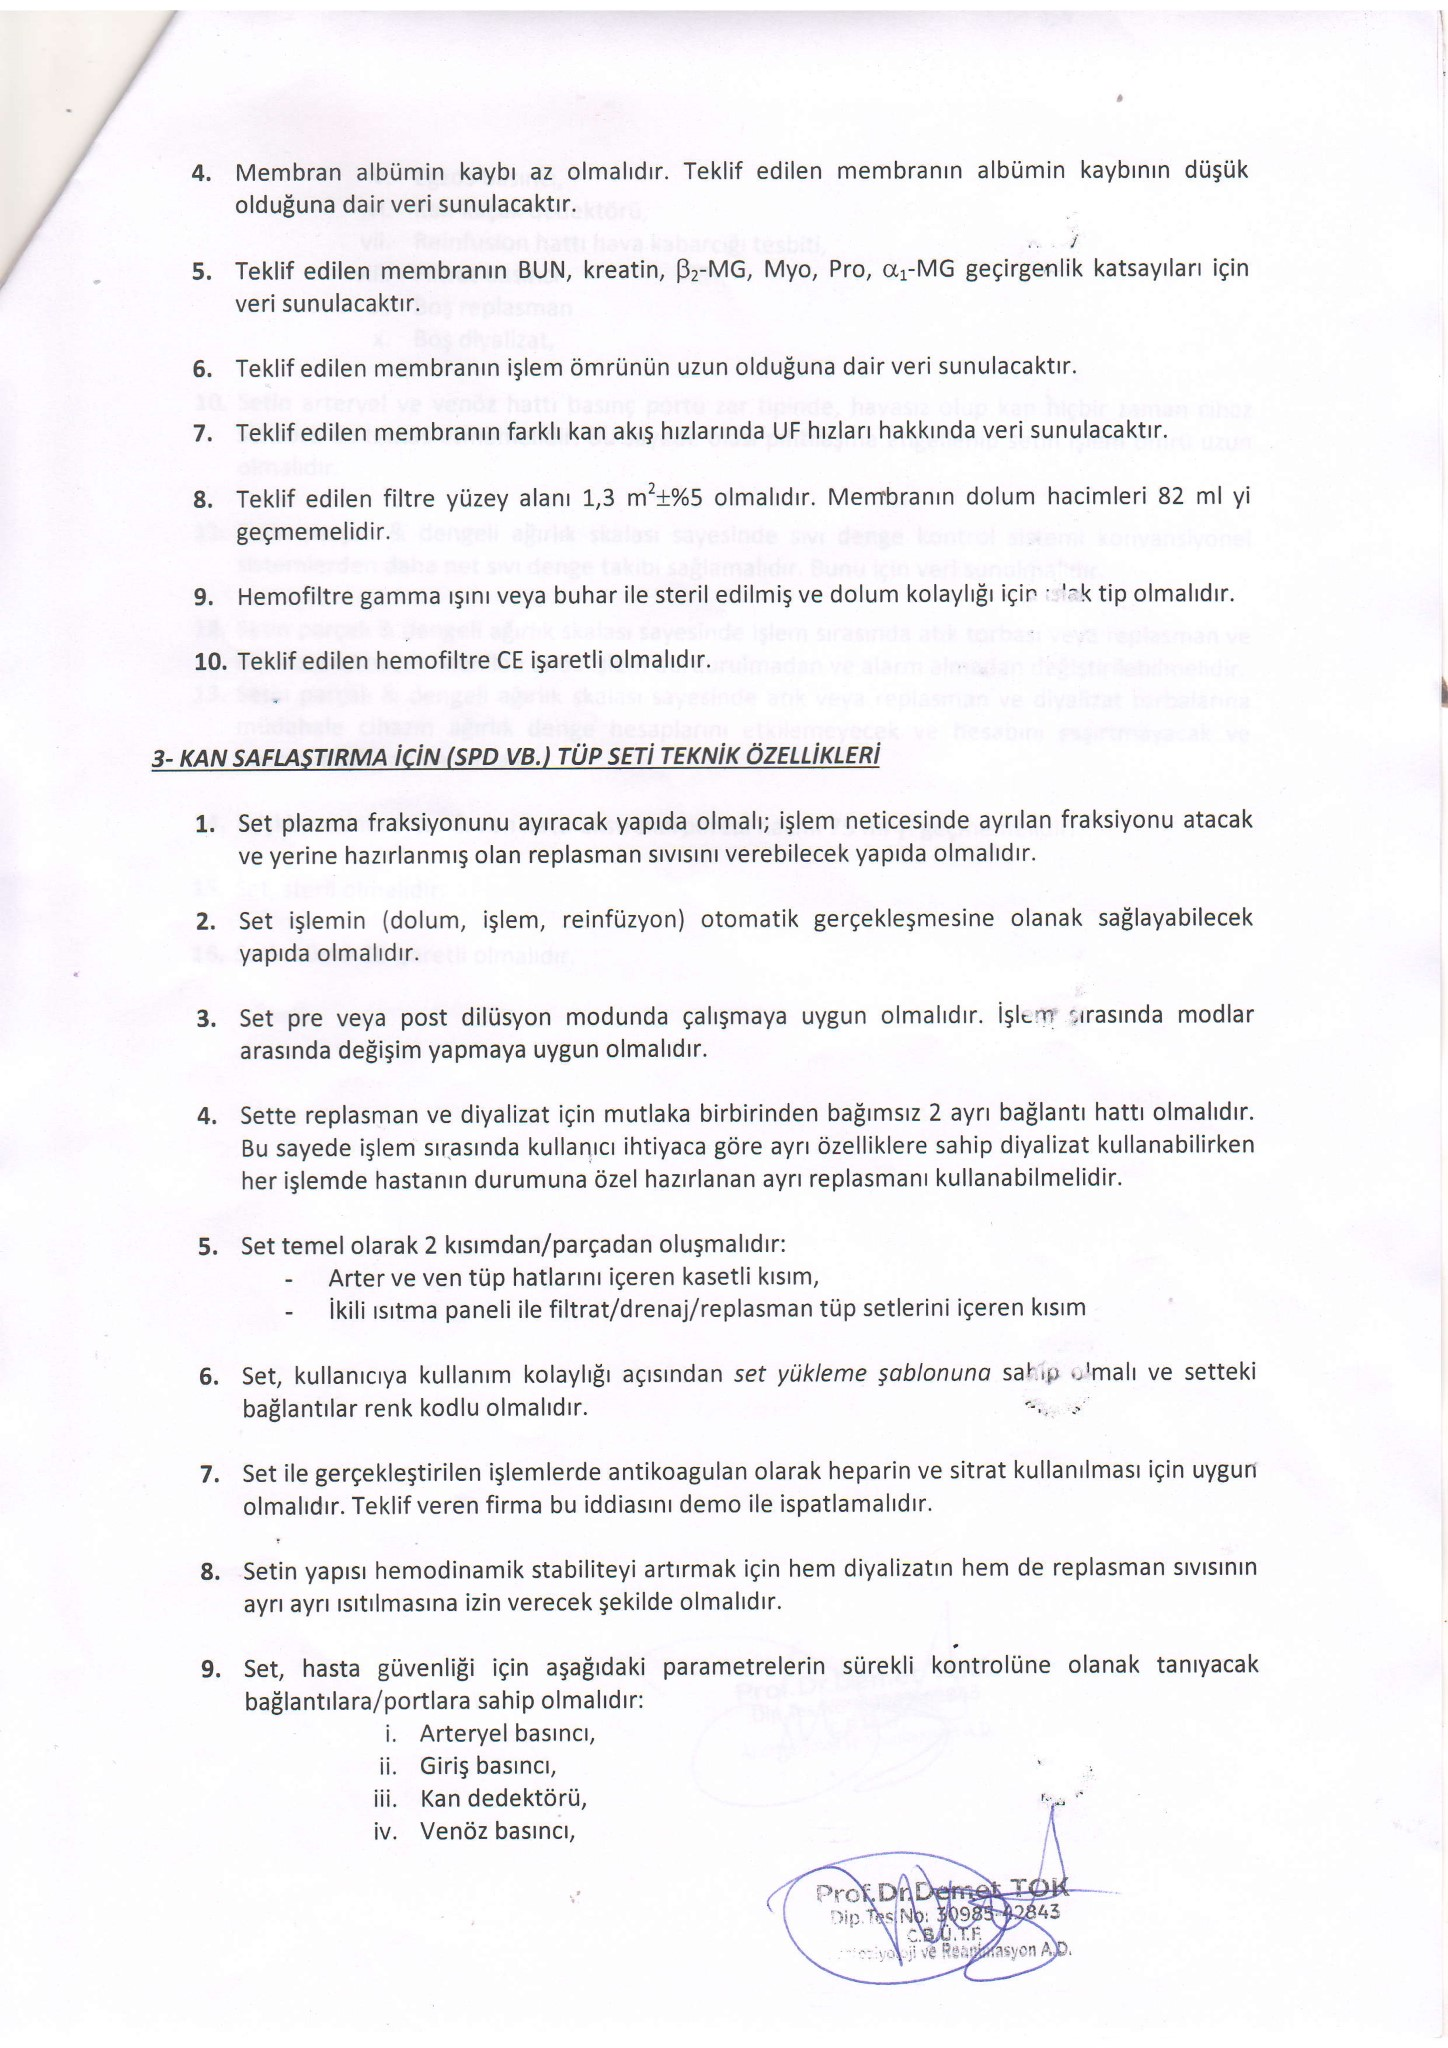 4. Membran albümin kaybı az olmalıdır. Teklif edilen membranın albümin kaybının düşük
olduğuna dair veri sunulacaktır.
5. Teklif edilen membranın BUN, kreatin, β₂-MG, Myo, Pro, α₁-MG geçirgenlik katsayıları için
veri sunulacaktır.
6. Teklif edilen membranın işlem ömrünün uzun olduğuna dair veri sunulacaktır.
7. Teklif edilen membranın farklı kan akış hızlarında UF hızları hakkında veri sunulacaktır.
8. Teklif edilen filtre yüzey alanı 1,3 m²±%5 olmalıdır. Membranın dolum hacimleri 82 ml yi
geçmemelidir.
9. Hemofiltre gamma ışını veya buhar ile steril edilmiş ve dolum kolaylığı için ıslak tip olmalıdır.
10. Teklif edilen hemofiltre CE işaretli olmalıdır.
3- KAN SAFLAŞTIRMA İÇİN (SPD VB.) TÜP SETİ TEKNİK ÖZELLİKLERİ
1. Set plazma fraksiyonunu ayıracak yapıda olmalı; işlem neticesinde ayrılan fraksiyonu atacak
ve yerine hazırlanmış olan replasman sıvısını verebilecek yapıda olmalıdır.
2. Set işlemin (dolum, işlem, reinfüzyon) otomatik gerçekleşmesine olanak sağlayabilecek
yapıda olmalıdır.
3. Set pre veya post dilüsyon modunda çalışmaya uygun olmalıdır. İşlem sırasında modlar
arasında değişim yapmaya uygun olmalıdır.
4. Sette replasman ve diyalizat için mutlaka birbirinden bağımsız 2 ayrı bağlantı hattı olmalıdır.
Bu sayede işlem sırasında kullanıcı ihtiyaca göre ayrı özelliklere sahip diyalizat kullanabilirken
her işlemde hastanın durumuna özel hazırlanan ayrı replasmanı kullanabilmelidir.
5. Set temel olarak 2 kısımdan/parçadan oluşmalıdır:
- Arter ve ven tüp hatlarını içeren kasetli kısım,
- İkili ısıtma paneli ile filtrat/drenaj/replasman tüp setlerini içeren kısım
6. Set, kullanıcıya kullanım kolaylığı açısından set yükleme şablonuna sahip olmalı ve setteki
bağlantılar renk kodlu olmalıdır.
7. Set ile gerçekleştirilen işlemlerde antikoagulan olarak heparin ve sitrat kullanılması için uygun
olmalıdır. Teklif veren firma bu iddiasını demo ile ispatlamalıdır.
8. Setin yapısı hemodinamik stabiliteyi artırmak için hem diyalizatın hem de replasman sıvısının
ayrı ayrı ısıtılmasına izin verecek şekilde olmalıdır.
9. Set, hasta güvenliği için aşağıdaki parametrelerin sürekli kontrolüne olanak tanıyacak
bağlantılara/portlara sahip olmalıdır:
i. Arteryel basıncı,
ii. Giriş basıncı,
iii. Kan dedektörü,
iv. Venöz basıncı,
Prof.Dr.Demet TOK
Dip.Tes.No: 30985-42843
C.B.Ü.T.F.
ve Reanimasyon A.D.